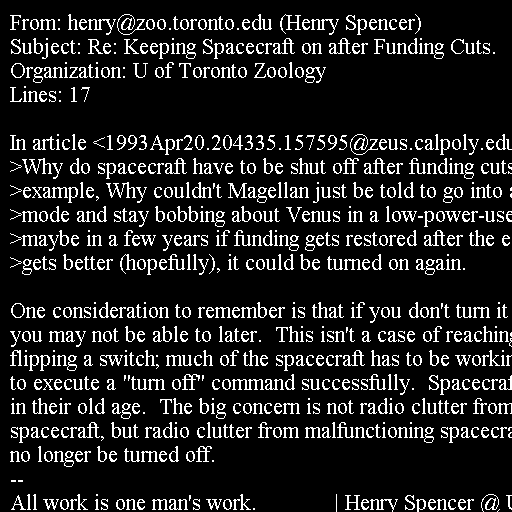 From: henry@zoo.toronto.edu (Henry Spencer)
Subject: Re: Keeping Spacecraft on after Funding Cuts.
Organization: U of Toronto Zoology
Lines: 17

In article <1993Apr20.204335.157595@zeus.calpoly.edu
>Why do spacecraft have to be shut off after funding cuts
>example, Why couldn't Magellan just be told to go into a
>mode and stay bobbing about Venus in a low-power-use
>maybe in a few years if funding gets restored after the e
>gets better (hopefully), it could be turned on again.

One consideration to remember is that if you don't turn it
you may not be able to later.  This isn't a case of reaching
flipping a switch; much of the spacecraft has to be workin
to execute a "turn off" command successfully.  Spacecraf
in their old age.  The big concern is not radio clutter from
spacecraft, but radio clutter from malfunctioning spacecra
no longer be turned off.
--
All work is one man's work. | Henry Spencer @ U